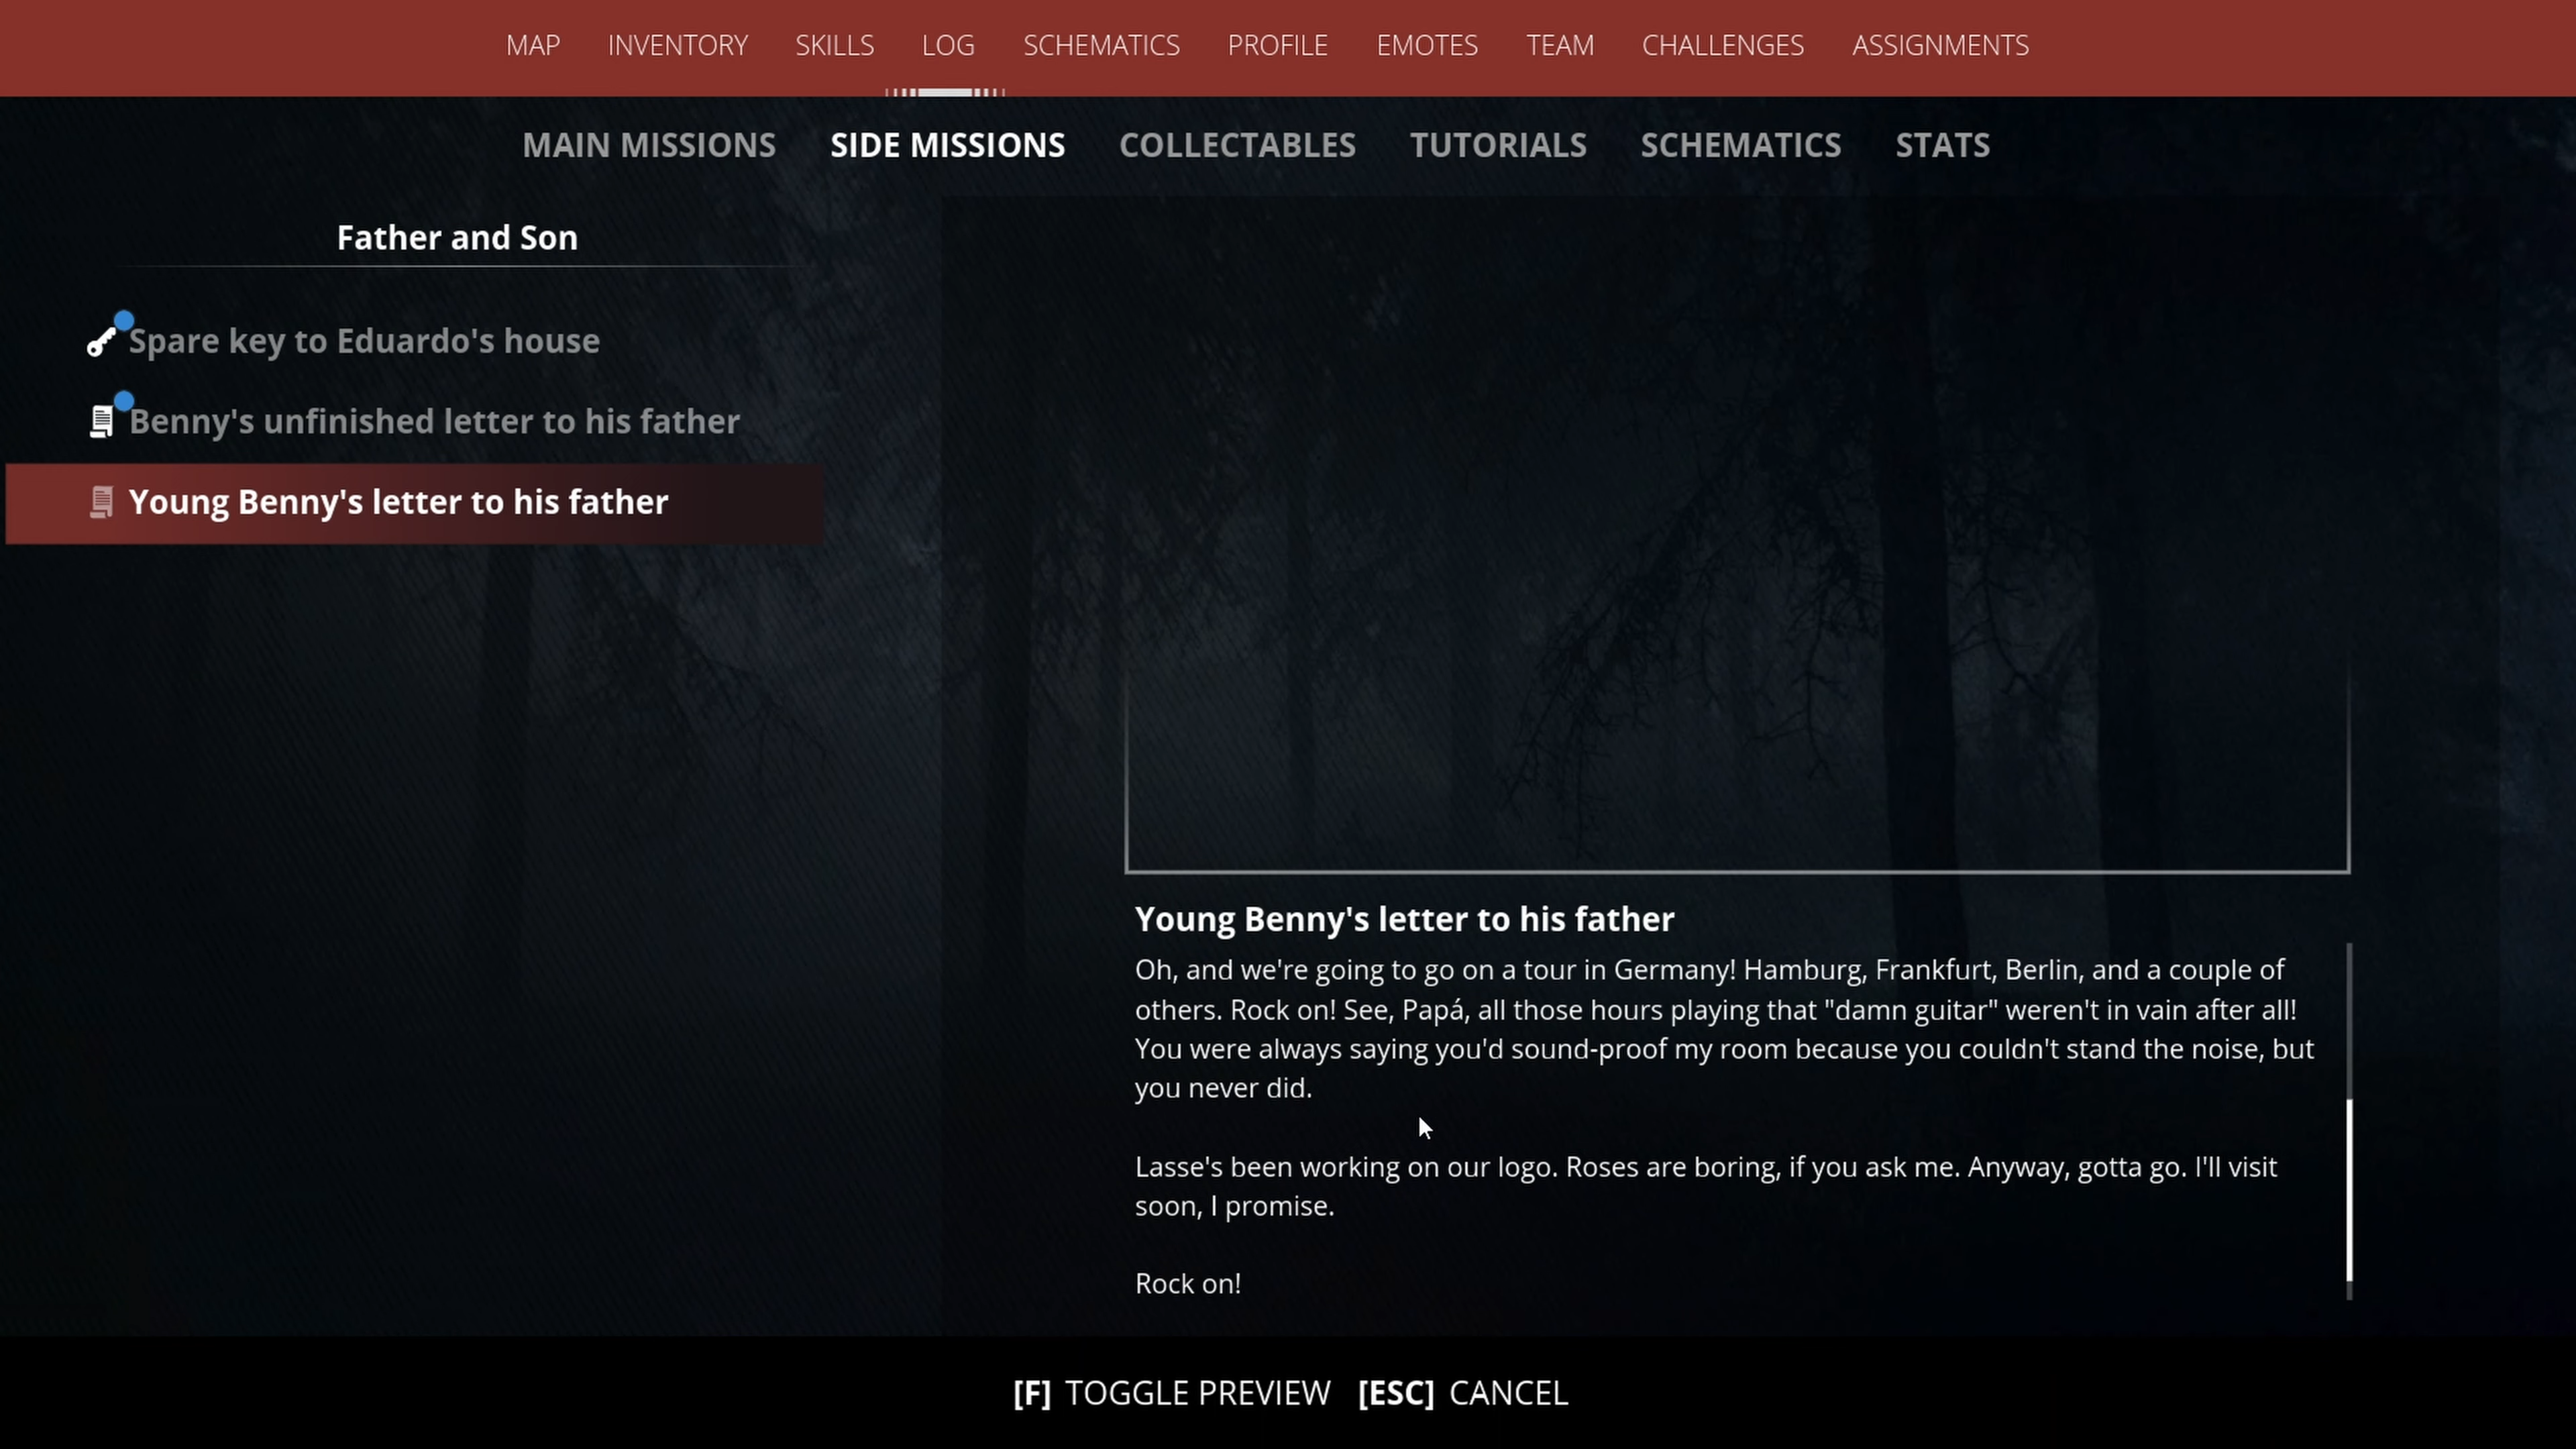 MAP INVENTORY SKILLS LOG SCHEMATICS PROFILE EMOTES TEAM CHALLENGES ASSIGNMENTS
MAIN MISSIONS SIDE MISSIONS COLLECTABLES TUTORIALS SCHEMATICS STATS
Father and Son
Spare key to Eduardo's house
Benny's unfinished letter to his father
Young Benny's letter to his father
Young Benny's letter to his father
Oh, and we're going to go on a tour in Germany! Hamburg, Frankfurt, Berlin, and a couple of
others. Rock on! See, Papá, all those hours playing that "damn guitar" weren't in vain after all!
You were always saying you'd sound-proof my room because you couldn't stand the noise, but
you never did.
Lasse's been working on our logo. Roses are boring, if you ask me. Anyway, gotta go. I'll visit
soon, I promise.
Rock on!
[F] TOGGLE PREVIEW [ESC] CANCEL